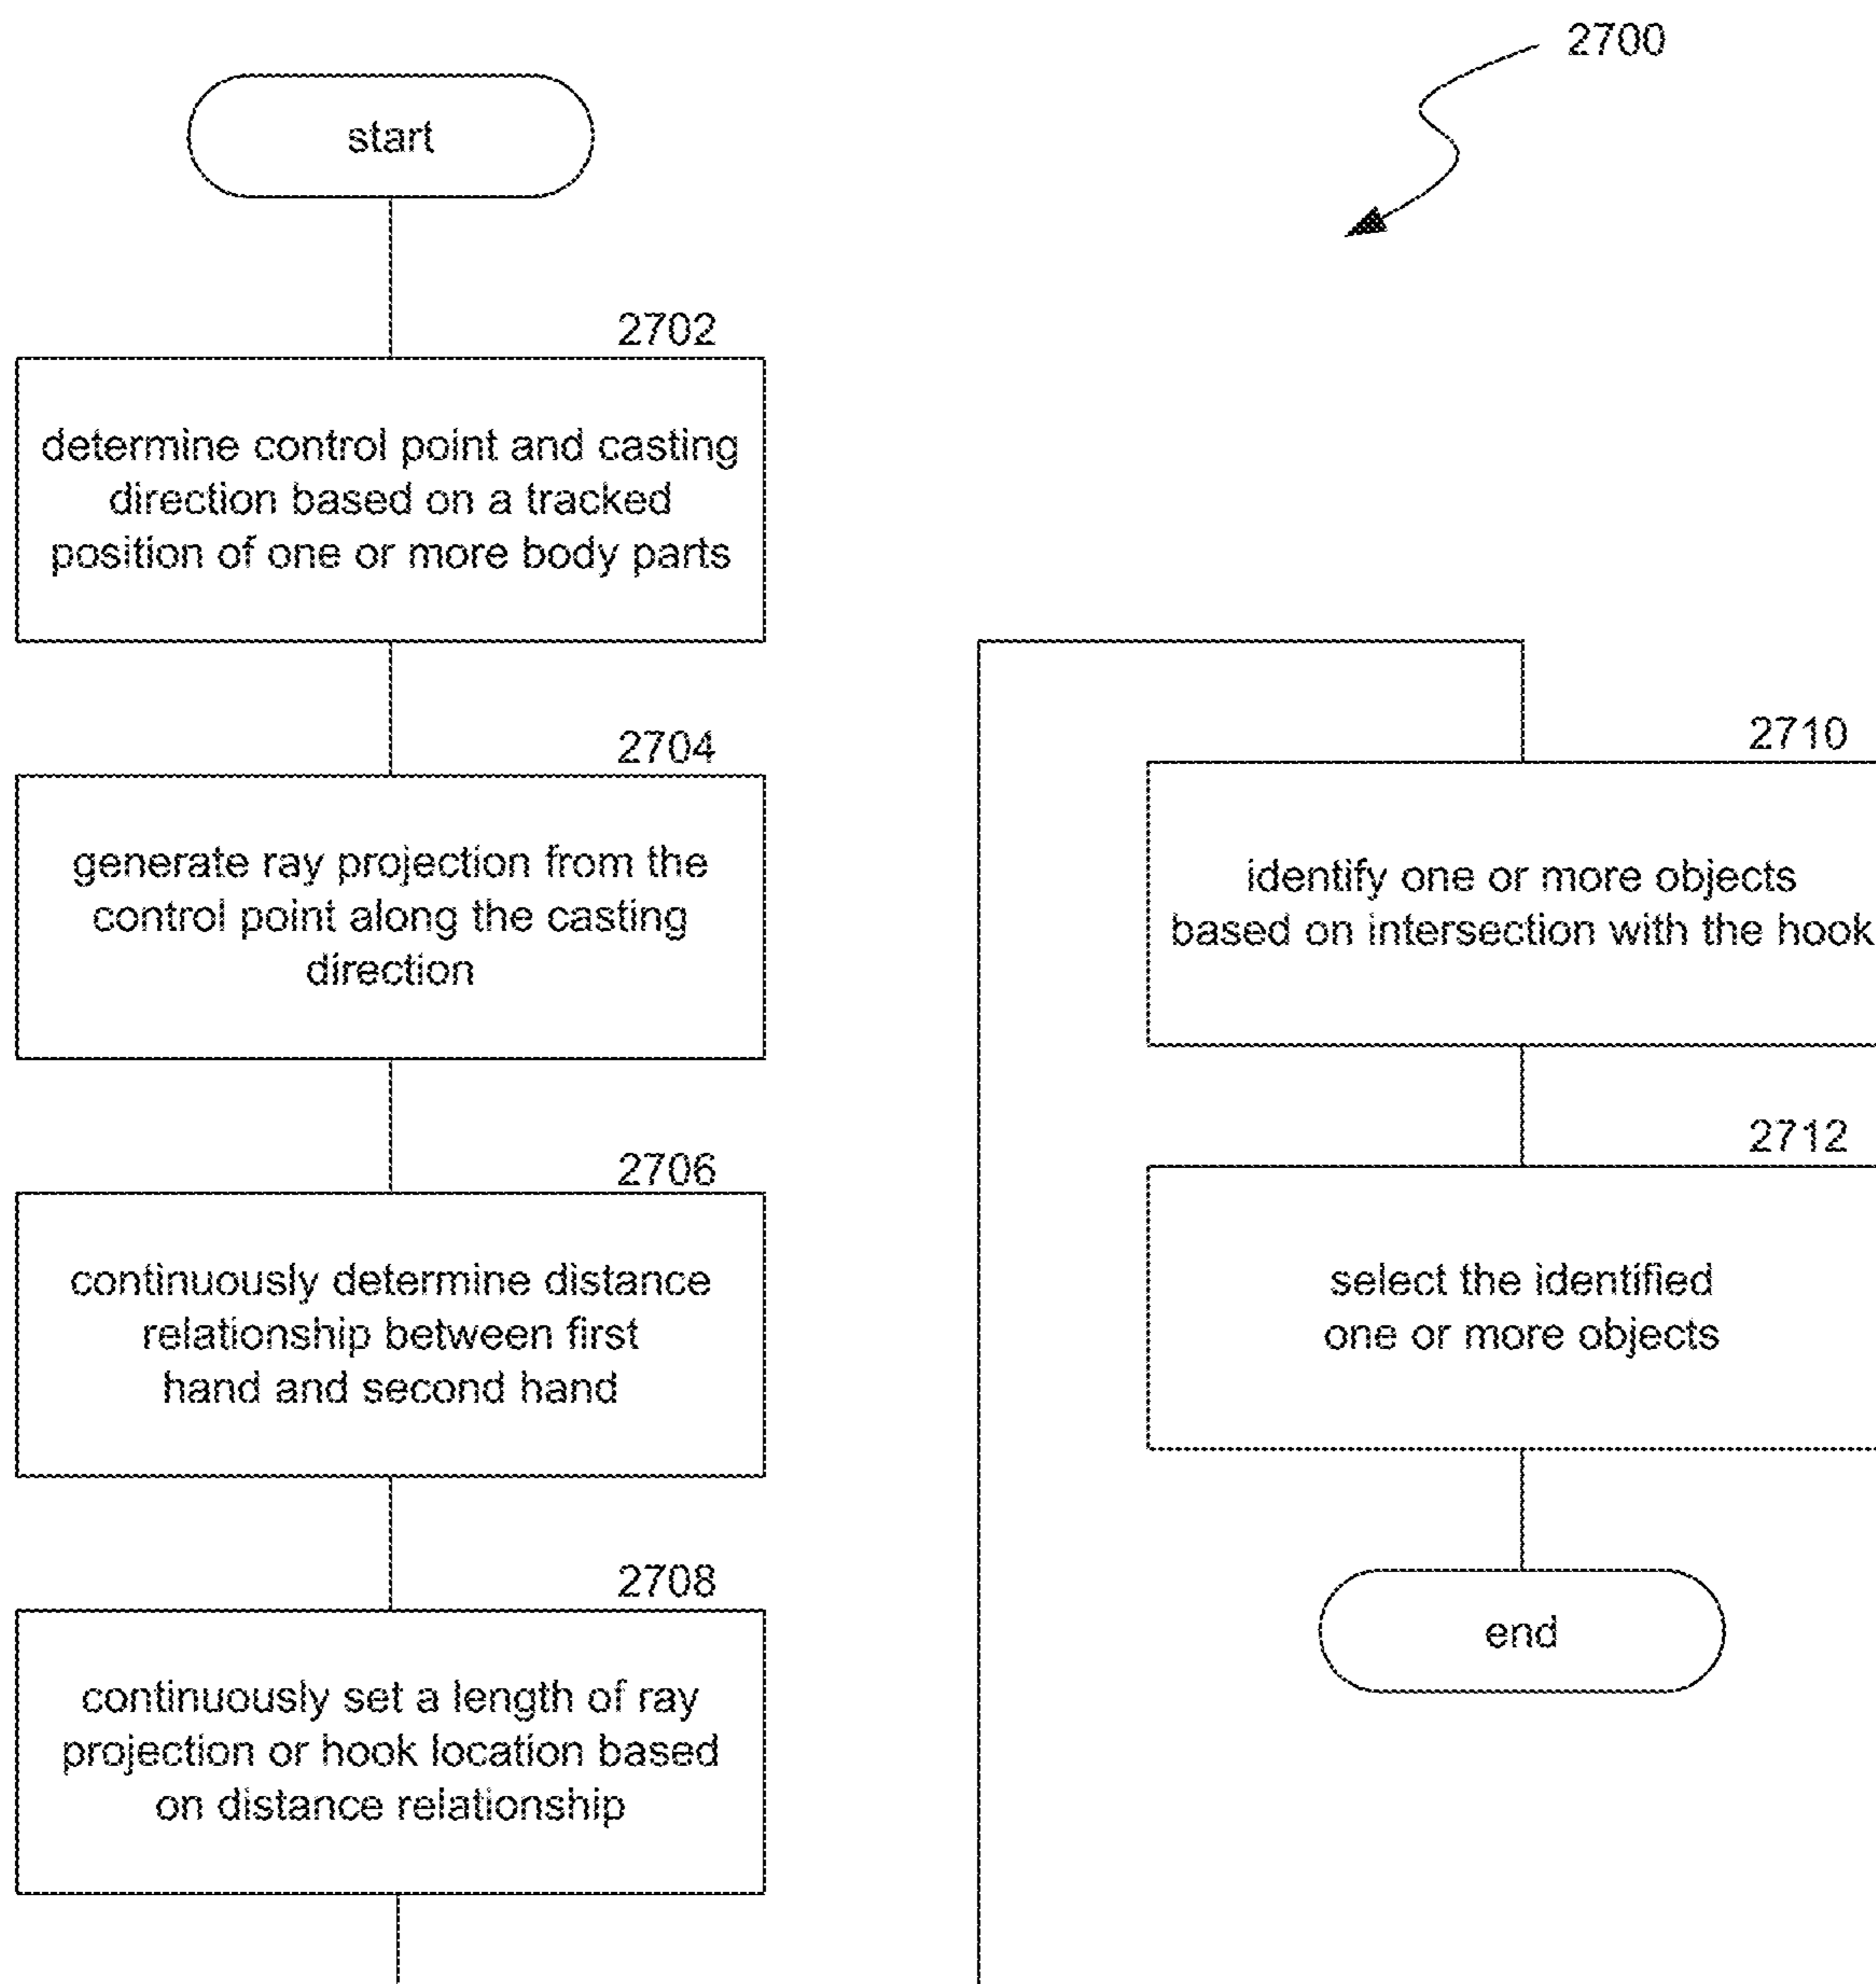 2700
start
2702
determine control point and casting
direction based on a tracked
position of one or more body parts
2704
generate ray projection from the
control point along the casting
direction
2706
continuously determine distance
relationship between first
hand and second hand
2708
continuously set a length of ray
projection or hook location based
on distance relationship
2710
identify one or more objects
based on intersection with the hook
2712
select the identified
one or more objects
end